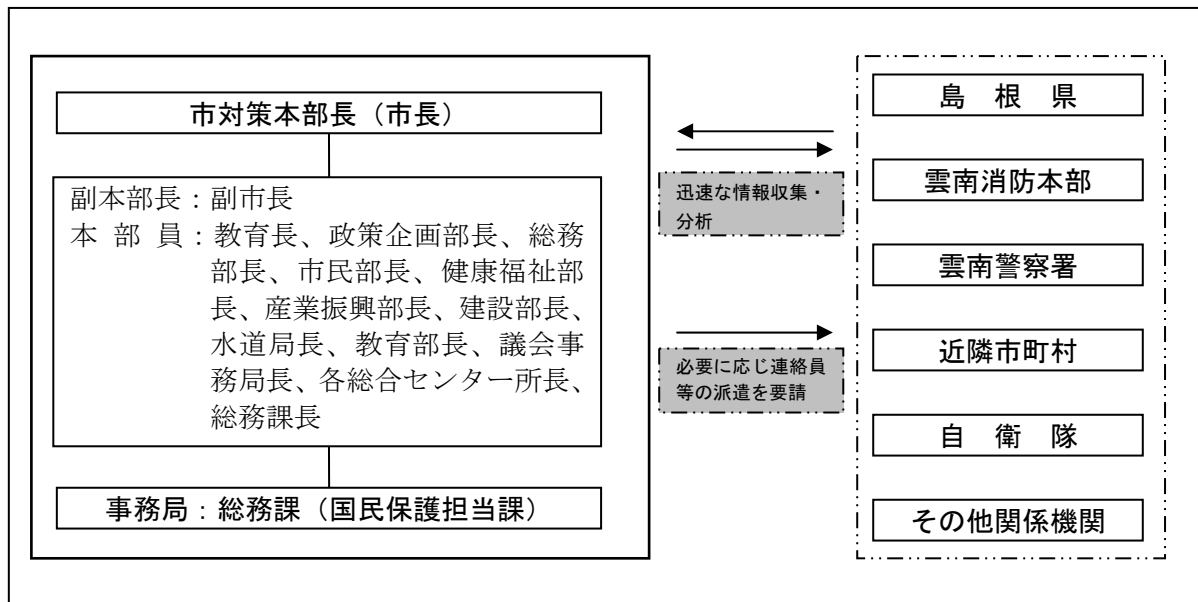 市対策本部長（市長）
副本部長：副市長
本部員：教育長、政策企画部長、総務
部長、市民部長、健康福祉部
長、産業振興部長、建設部長、
水道局長、教育部長、議会事
務局長、各総合センター所長、
総務課長
事務局：総務課（国民保護担当課）
迅速な情報収集・
分析
必要に応じ連絡員
等の派遣を要請
島根県
雲南消防本部
雲南警察署
近隣市町村
自衛隊
その他関係機関